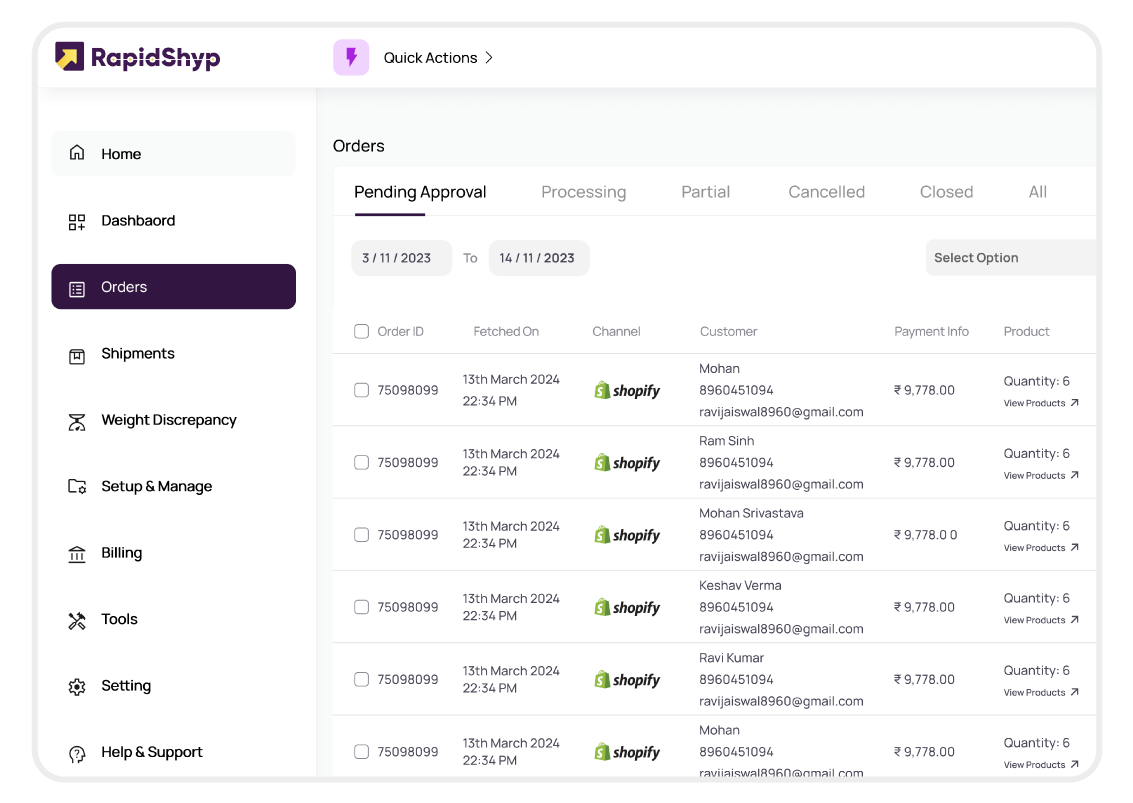 RapidShyp
Quick Actions
Home
Dashbaord
Orders
Shipments
Weight Discrepancy
Setup & Manage
Billing
Tools
Setting
Help & Support
Orders
Pending Approval Processing Partial Cancelled Closed All
3 / 11 / 2023 To 14 / 11 / 2023 Select Option
Order ID Fetched On Channel Customer Payment Info Product
75098099
13th March 2024
22:34 PM
shopify
Mohan
8960451094
ravijaiswal8960@gmail.com
₹ 9,778.00
Quantity: 6
View Products
75098099
13th March 2024
22:34 PM
shopify
Ram Sinh
8960451094
ravijaiswal8960@gmail.com
₹ 9,778.00
Quantity: 6
View Products
75098099
13th March 2024
22:34 PM
shopify
Mohan Srivastava
8960451094
ravijaiswal8960@gmail.com
₹ 9,778.0 0
Quantity: 6
View Products
75098099
13th March 2024
22:34 PM
shopify
Keshav Verma
8960451094
ravijaiswal8960@gmail.com
₹ 9,778.00
Quantity: 6
View Products
75098099
13th March 2024
22:34 PM
shopify
Ravi Kumar
8960451094
ravijaiswal8960@gmail.com
₹ 9,778.00
Quantity: 6
View Products
75098099
13th March 2024
22:34 PM
shopify
Mohan
8960451094
ravijaiswal8960@gmail.com
₹ 9,778.00
Quantity: 6
View Products